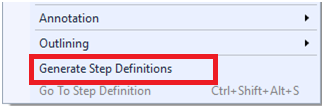 Annotation
Outlining
Generate Step Definitions
Go To Step Definition Ctrl+Shift+Alt+S